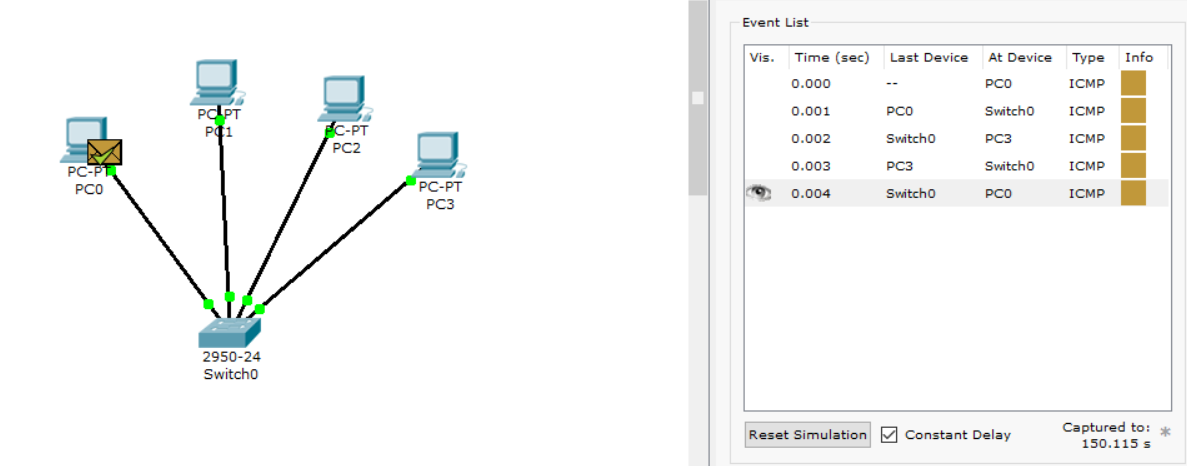 PC-PT
PC0
PC-PT
PC1
PC-PT
PC2
PC-PT
PC3
2950-24
Switch0
Event List
Vis. Time (sec) Last Device At Device Type Info
0.000 -- PC0 ICMP
0.001 PC0 Switch0 ICMP
0.002 Switch0 PC3 ICMP
0.003 PC3 Switch0 ICMP
0.004 Switch0 PC0 ICMP
Reset Simulation Constant Delay Captured to: *
150.115 s